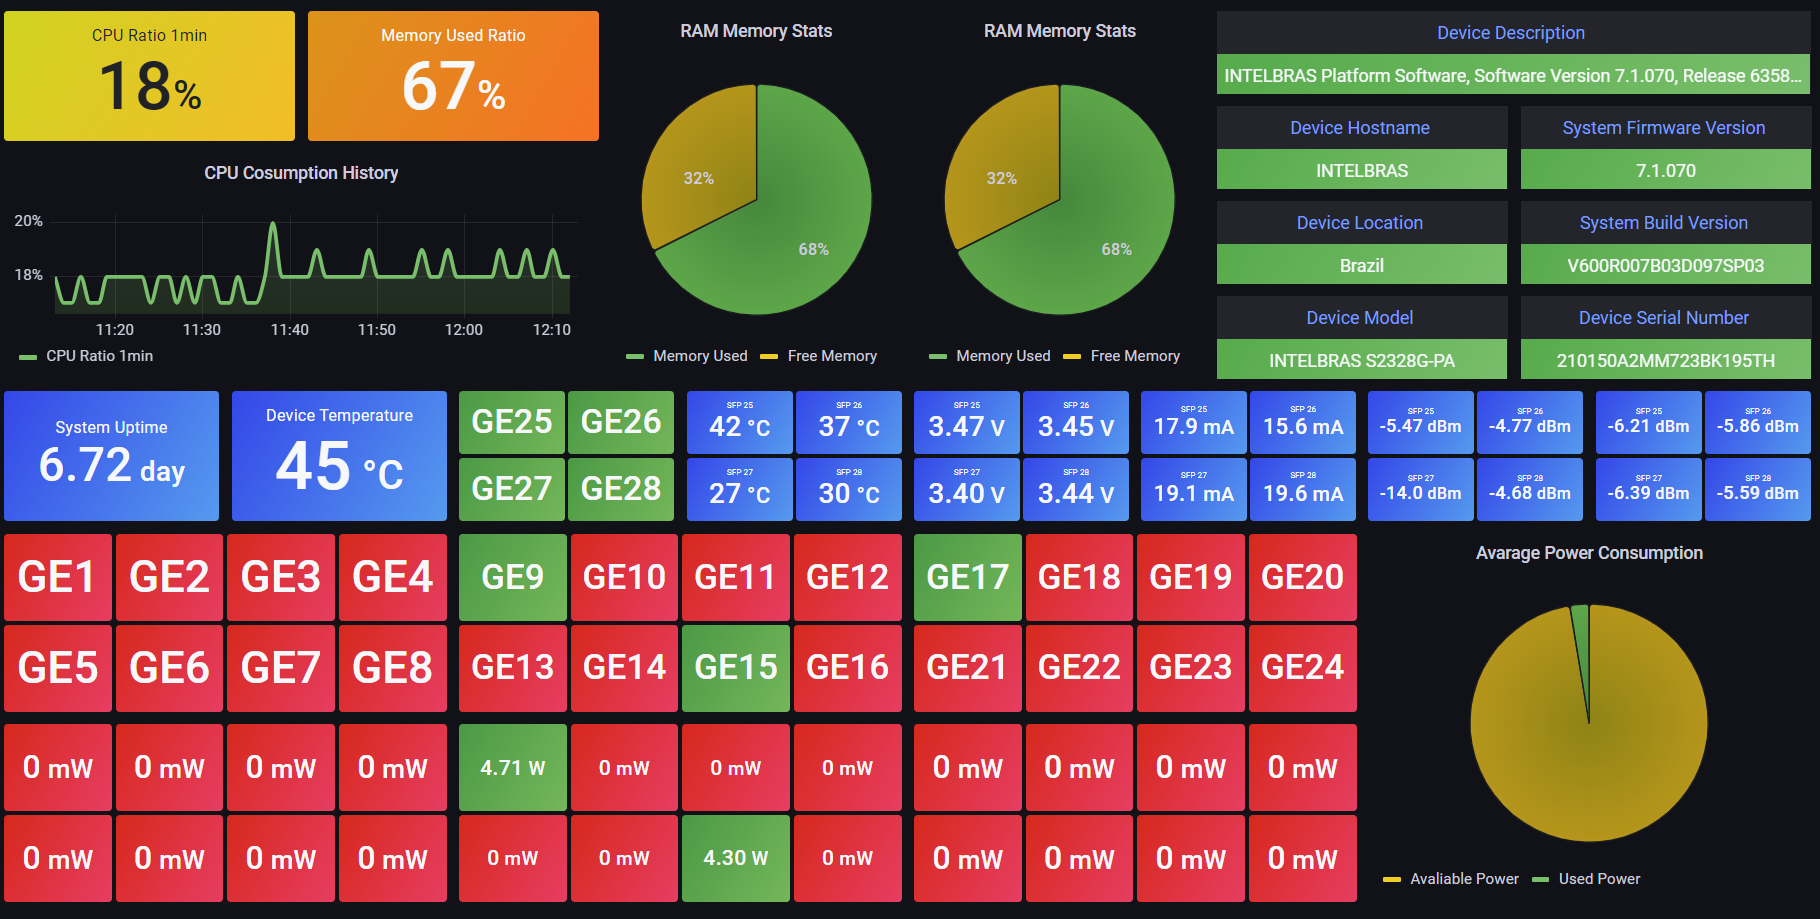 CPU Ratio 1min
18%
Memory Used Ratio
67%
CPU Cosumption History
20%
18%
11:20 11:30 11:40 11:50 12:00 12:10
CPU Ratio 1min
RAM Memory Stats
32%
68%
Memory Used Free Memory
RAM Memory Stats
32%
68%
Memory Used Free Memory
Device Description
INTELBRAS Platform Software, Software Version 7.1.070, Release 6358...
Device Hostname
INTELBRAS
System Firmware Version
7.1.070
Device Location
Brazil
System Build Version
V600R007B03D097SP03
Device Model
INTELBRAS S2328G-PA
Device Serial Number
210150A2MM723BK195TH
System Uptime
6.72 day
Device Temperature
45 °C
GE25 GE26
GE27 GE28
SFP 25 SFP 26
42 °C 37 °C
SFP 27 SFP 28
27 °C 30 °C
SFP 25 SFP 26
3.47 V 3.45 V
SFP 27 SFP 28
3.40 V 3.44 V
SFP 25 SFP 26
17.9 mA 15.6 mA
SFP 27 SFP 28
19.1 mA 19.6 mA
SFP 25 SFP 26
-5.47 dBm -4.77 dBm
SFP 27 SFP 28
-14.0 dBm -4.68 dBm
SFP 25 SFP 26
-6.21 dBm -5.86 dBm
SFP 27 SFP 28
-6.39 dBm -5.59 dBm
GE1 GE2 GE3 GE4
GE5 GE6 GE7 GE8
GE9 GE10 GE11 GE12
GE13 GE14 GE15 GE16
GE17 GE18 GE19 GE20
GE21 GE22 GE23 GE24
0 mW 0 mW 0 mW 0 mW
0 mW 0 mW 0 mW 0 mW
4.71 W 0 mW 0 mW 0 mW
0 mW 0 mW 4.30 W 0 mW
0 mW 0 mW 0 mW 0 mW
0 mW 0 mW 0 mW 0 mW
Avarage Power Consumption
Avaliable Power Used Power